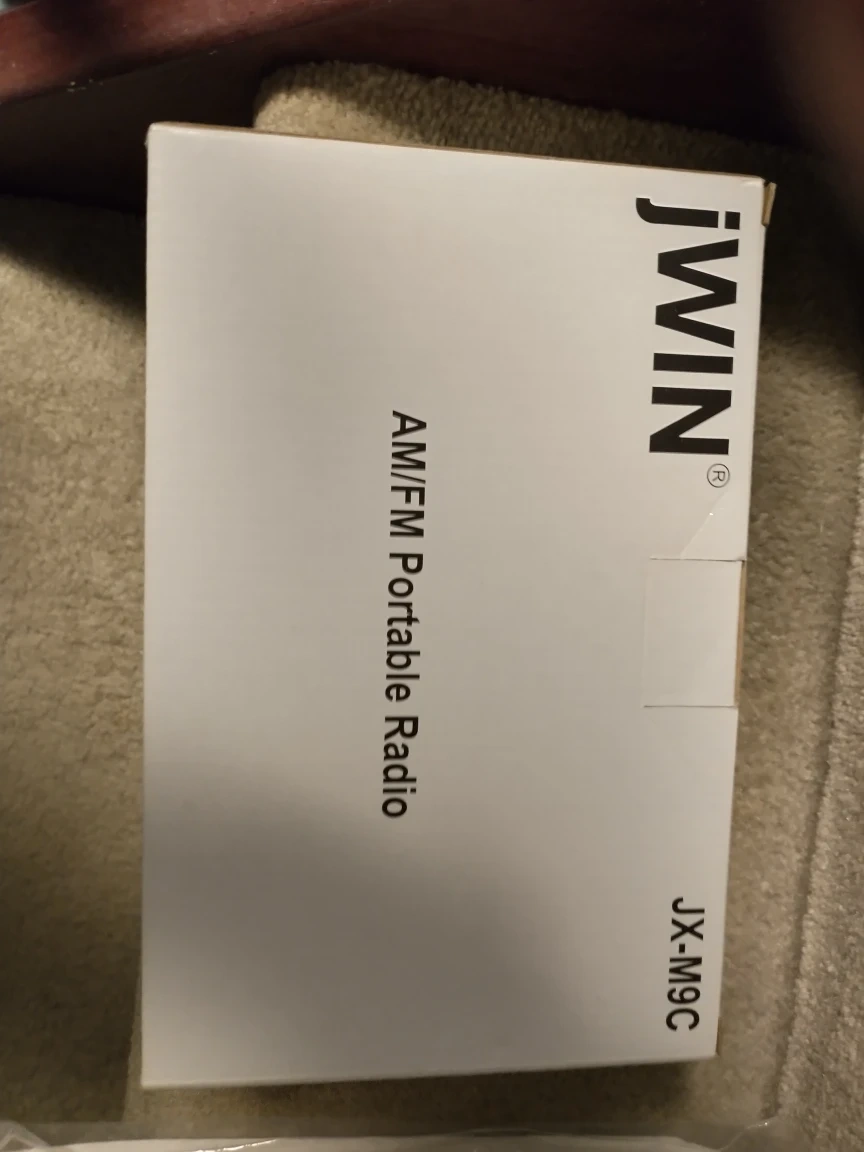 jWIN®
JX-M9C
AM/FM Portable Radio